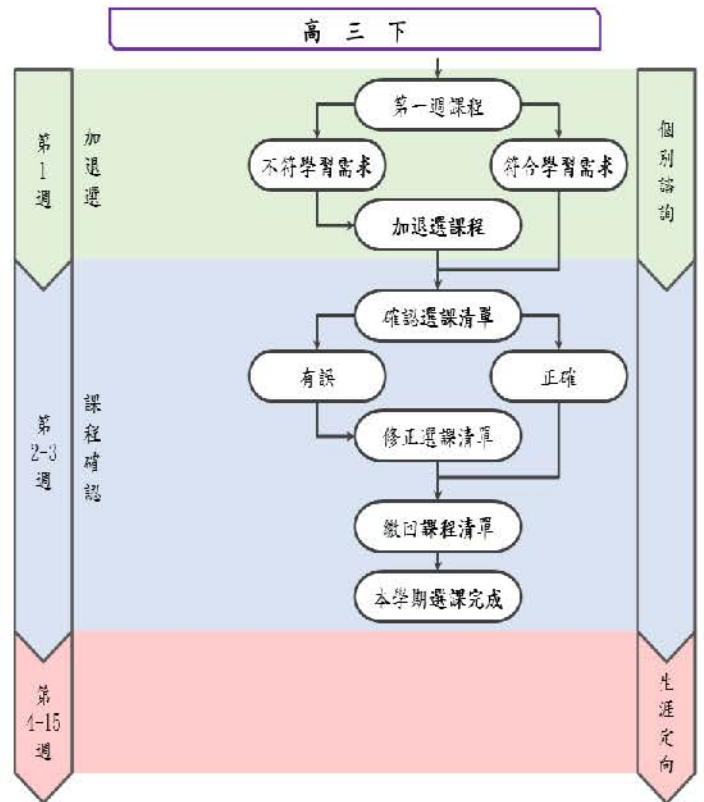 高三下
第一週課程
第1週
加退選
個別諮詢
不符學習需求
符合學習需求
加退選課程
確認選課清單
有誤
正確
第2-3週
課程確認
修正選課清單
繳回課程清單
本學期選課完成
第4-15週
生涯定向